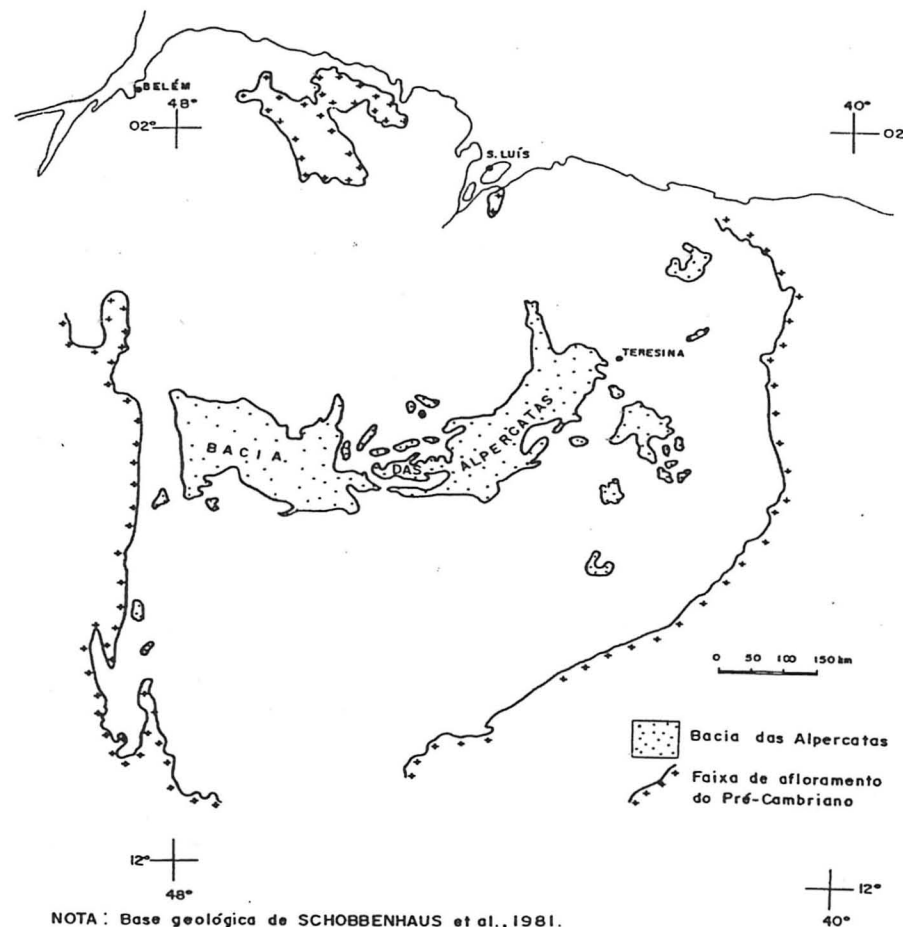 BELÉM
48°
02°
40°
02
S. LUÍS
TERESINA
BACIA
DAS
ALPERCATAS
0 50 100 150 km
Bacia das Alpercatas
Faixa de afloramento
do Pré-Cambriano
12°
48°
12°
40°
NOTA: Base geológica de SCHOBBENHAUS et al., 1981.